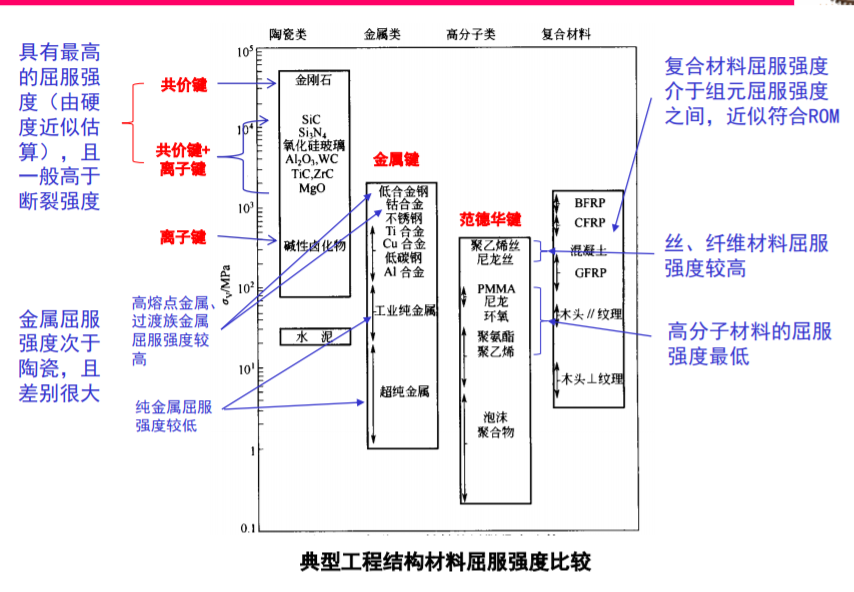 陶瓷类
金属类
高分子类
复合材料
具有最高
的屈服强
度（由硬
度近似估
算），且
一般高于
断裂强度
共价键
共价键+
离子键
离子键
金属屈服
强度次于
陶瓷，且
差别很大
高熔点金属、
过渡族金属
屈服强度较
高
纯金属屈服
强度较低
10⁵
10⁴
10³
10²
10¹
1
0.1
σᵧ/MPa
金刚石
SiC
Si₃N₄
氧化硅玻璃
Al₂O₃,WC
TiC,ZrC
MgO
碱性卤化物
水 泥
金属键
低合金钢
钴合金
不锈钢
Ti 合金
Cu 合金
低碳钢
Al 合金
工业纯金属
超纯金属
范德华键
聚乙烯丝
尼龙丝
PMMA
尼龙
环氧
聚氨酯
聚乙烯
泡沫
聚合物
BFRP
CFRP
混凝土
GFRP
木头∥纹理
木头⊥纹理
复合材料屈服强度
介于组元屈服强度
之间，近似符合ROM
丝、纤维材料屈服
强度较高
高分子材料的屈服
强度最低
典型工程结构材料屈服强度比较